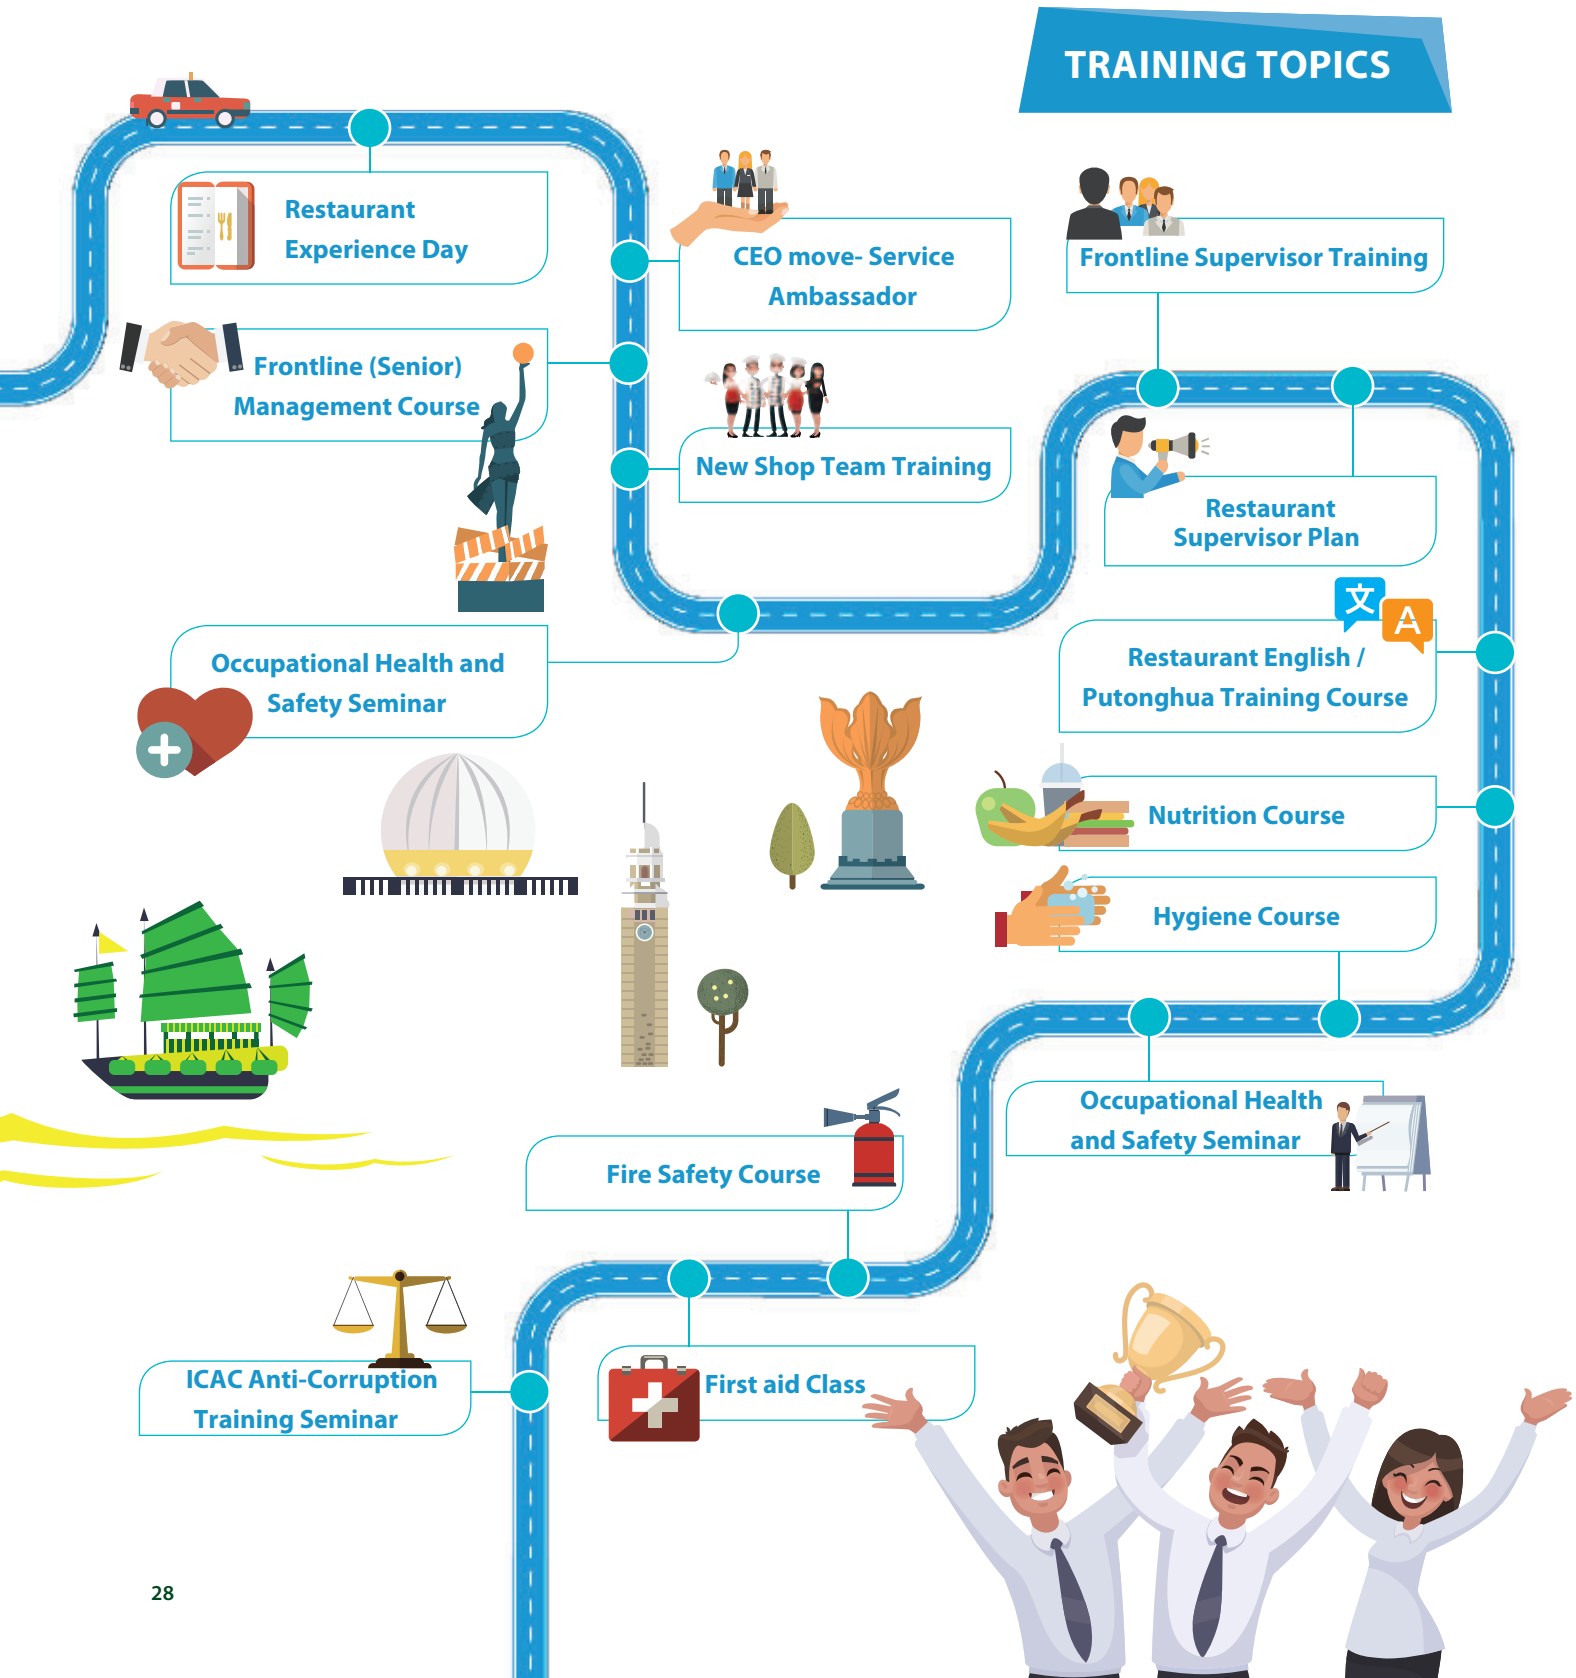 TRAINING TOPICS
Restaurant
Experience Day
CEO move- Service
Ambassador
Frontline Supervisor Training
Frontline (Senior)
Management Course
New Shop Team Training
Restaurant
Supervisor Plan
文
A
Occupational Health and
Safety Seminar
Restaurant English /
Putonghua Training Course
Nutrition Course
Hygiene Course
Occupational Health
and Safety Seminar
Fire Safety Course
ICAC Anti-Corruption
Training Seminar
First aid Class
28